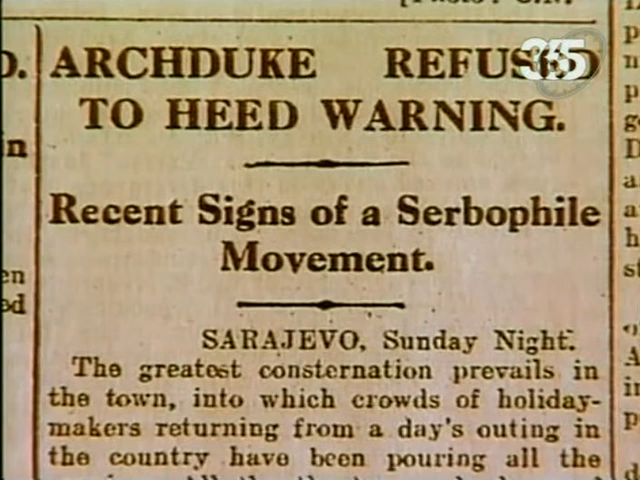 365
ARCHDUKE REFUSED
TO HEED WARNING.
Recent Signs of a Serbophile
Movement.
SARAJEVO, Sunday Night.
The greatest consternation prevails in
the town, into which crowds of holiday-
makers returning from a day's outing in
the country have been pouring all the